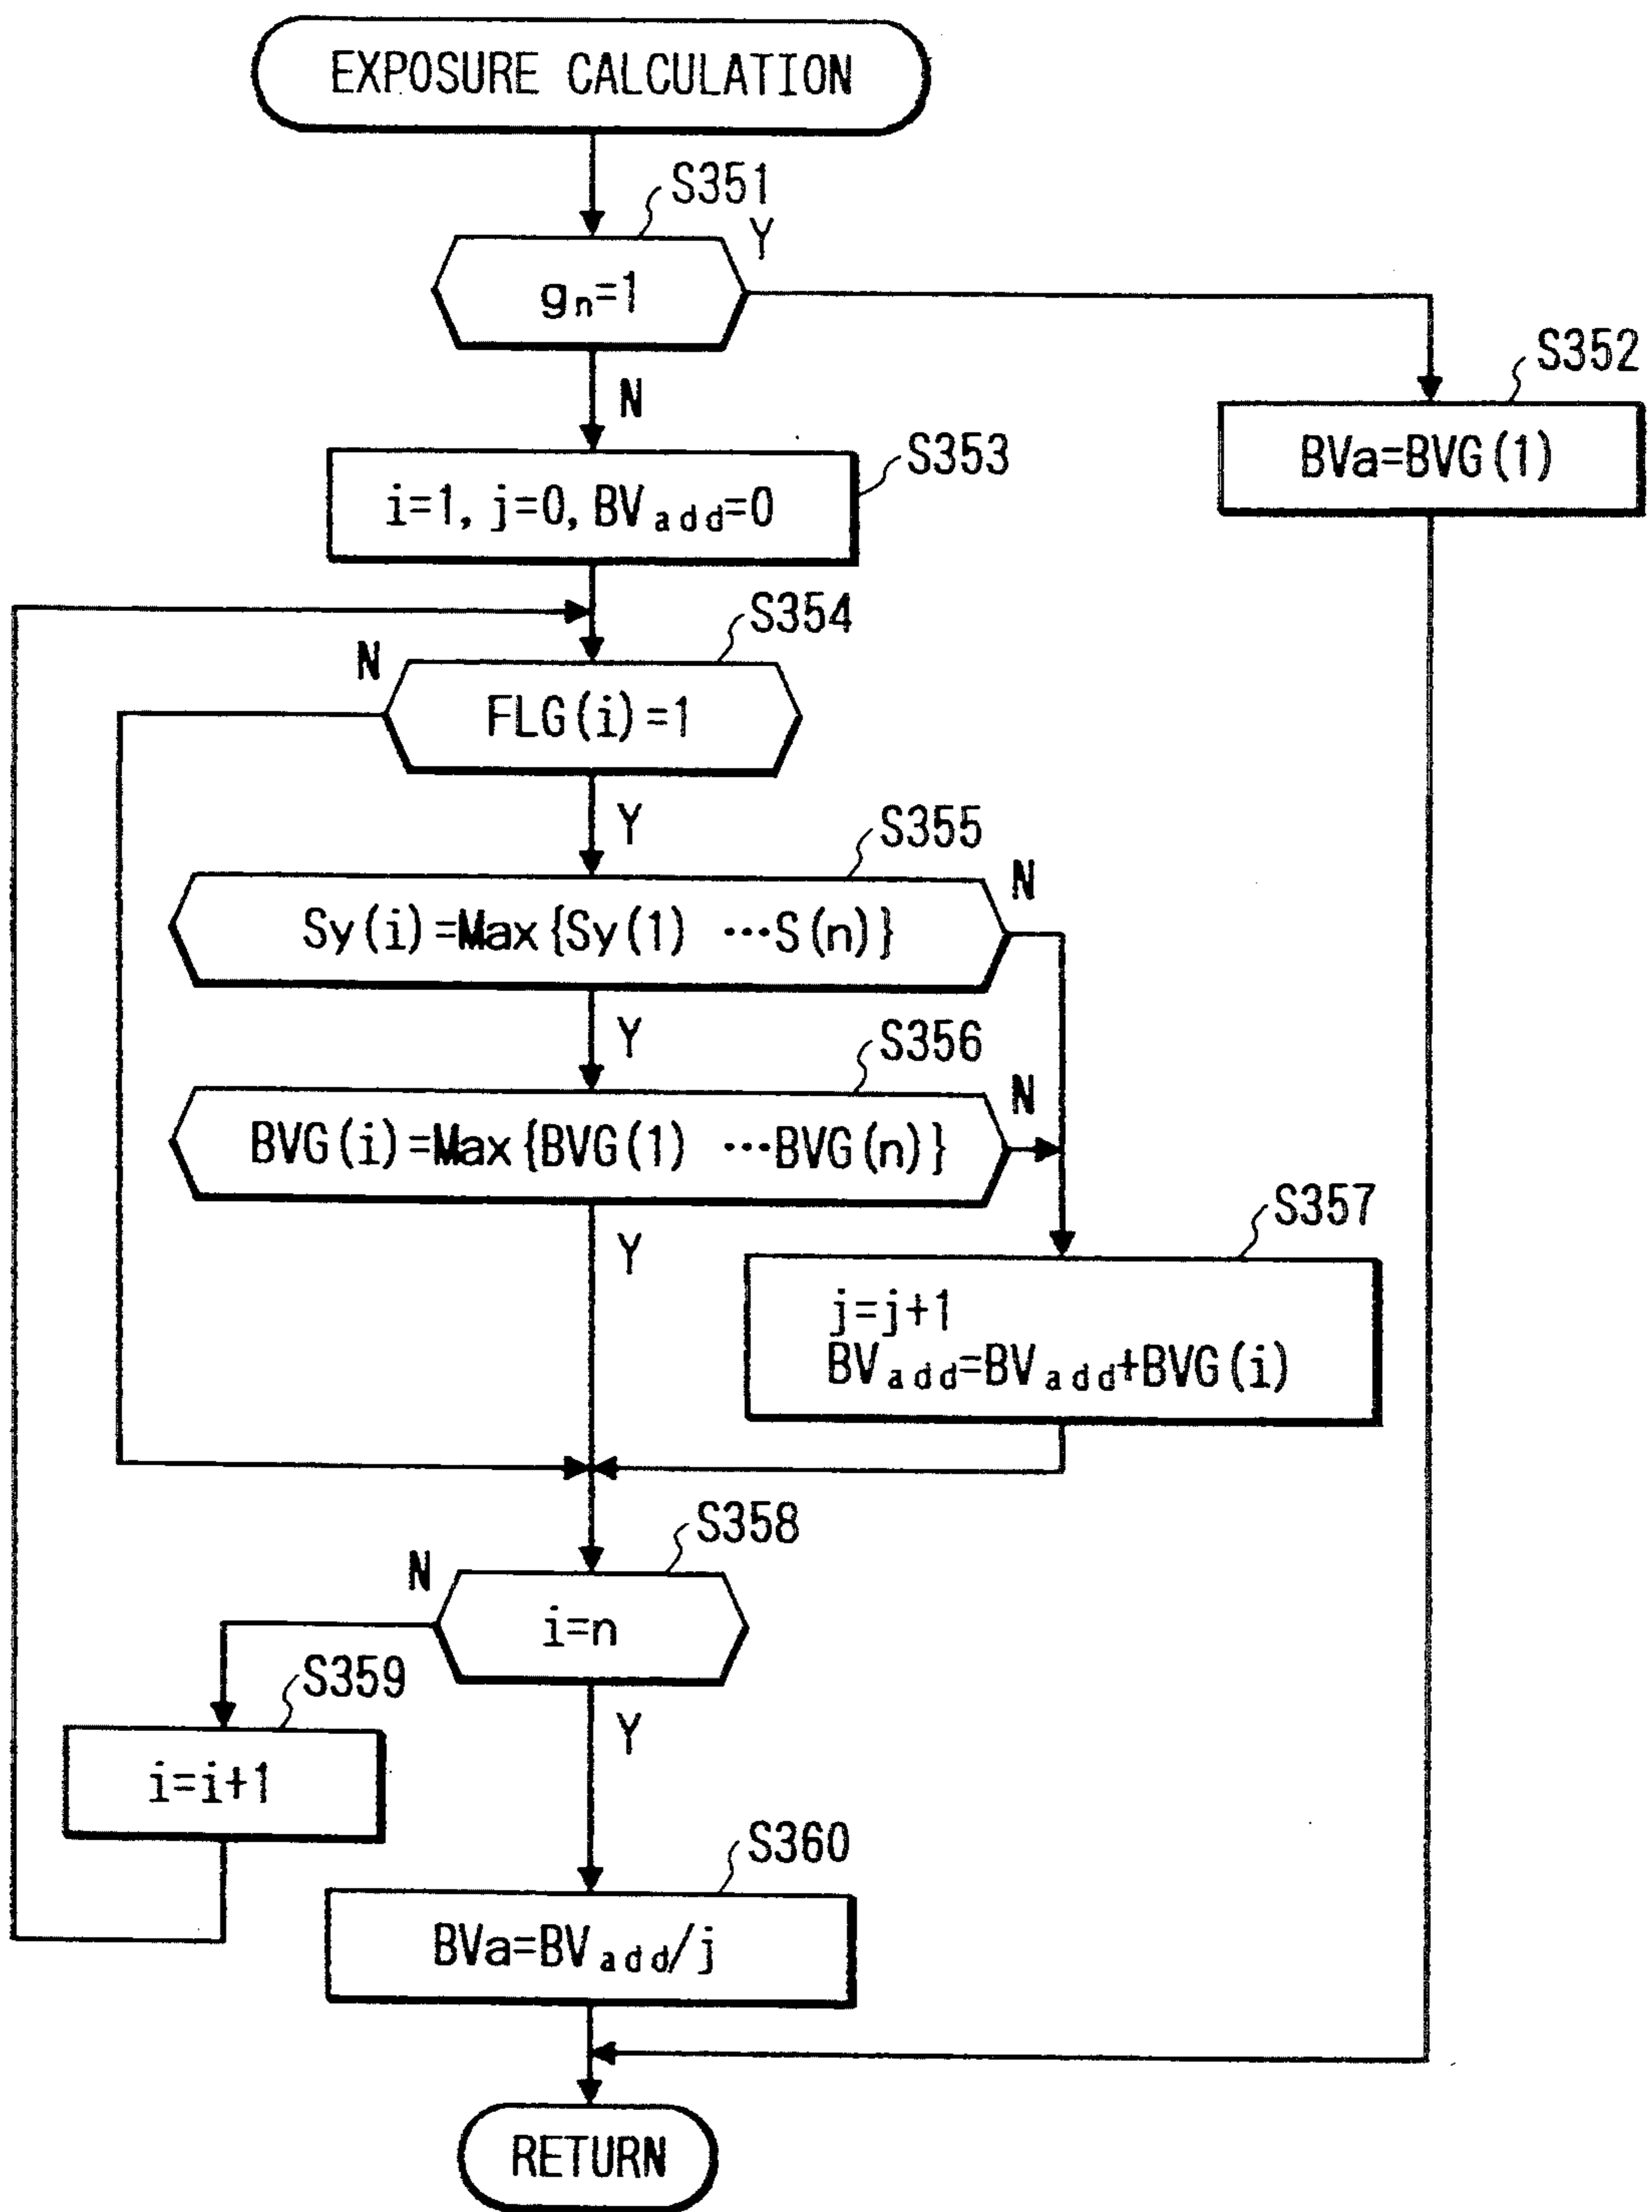 EXPOSURE CALCULATION
S351
Y
gn=1
S352
N
BVa=BVG(1)
S353
i=1, j=0, BVadd=0
S354
N
FLG(i)=1
Y
S355
N
Sy(i)=Max{Sy(1) ···S(n)}
Y
S356
N
BVG(i)=Max{BVG(1) ···BVG(n)}
S357
Y
j=j+1
BVadd=BVadd+BVG(i)
S358
N
i=n
S359
Y
i=i+1
S360
BVa=BVadd/j
RETURN